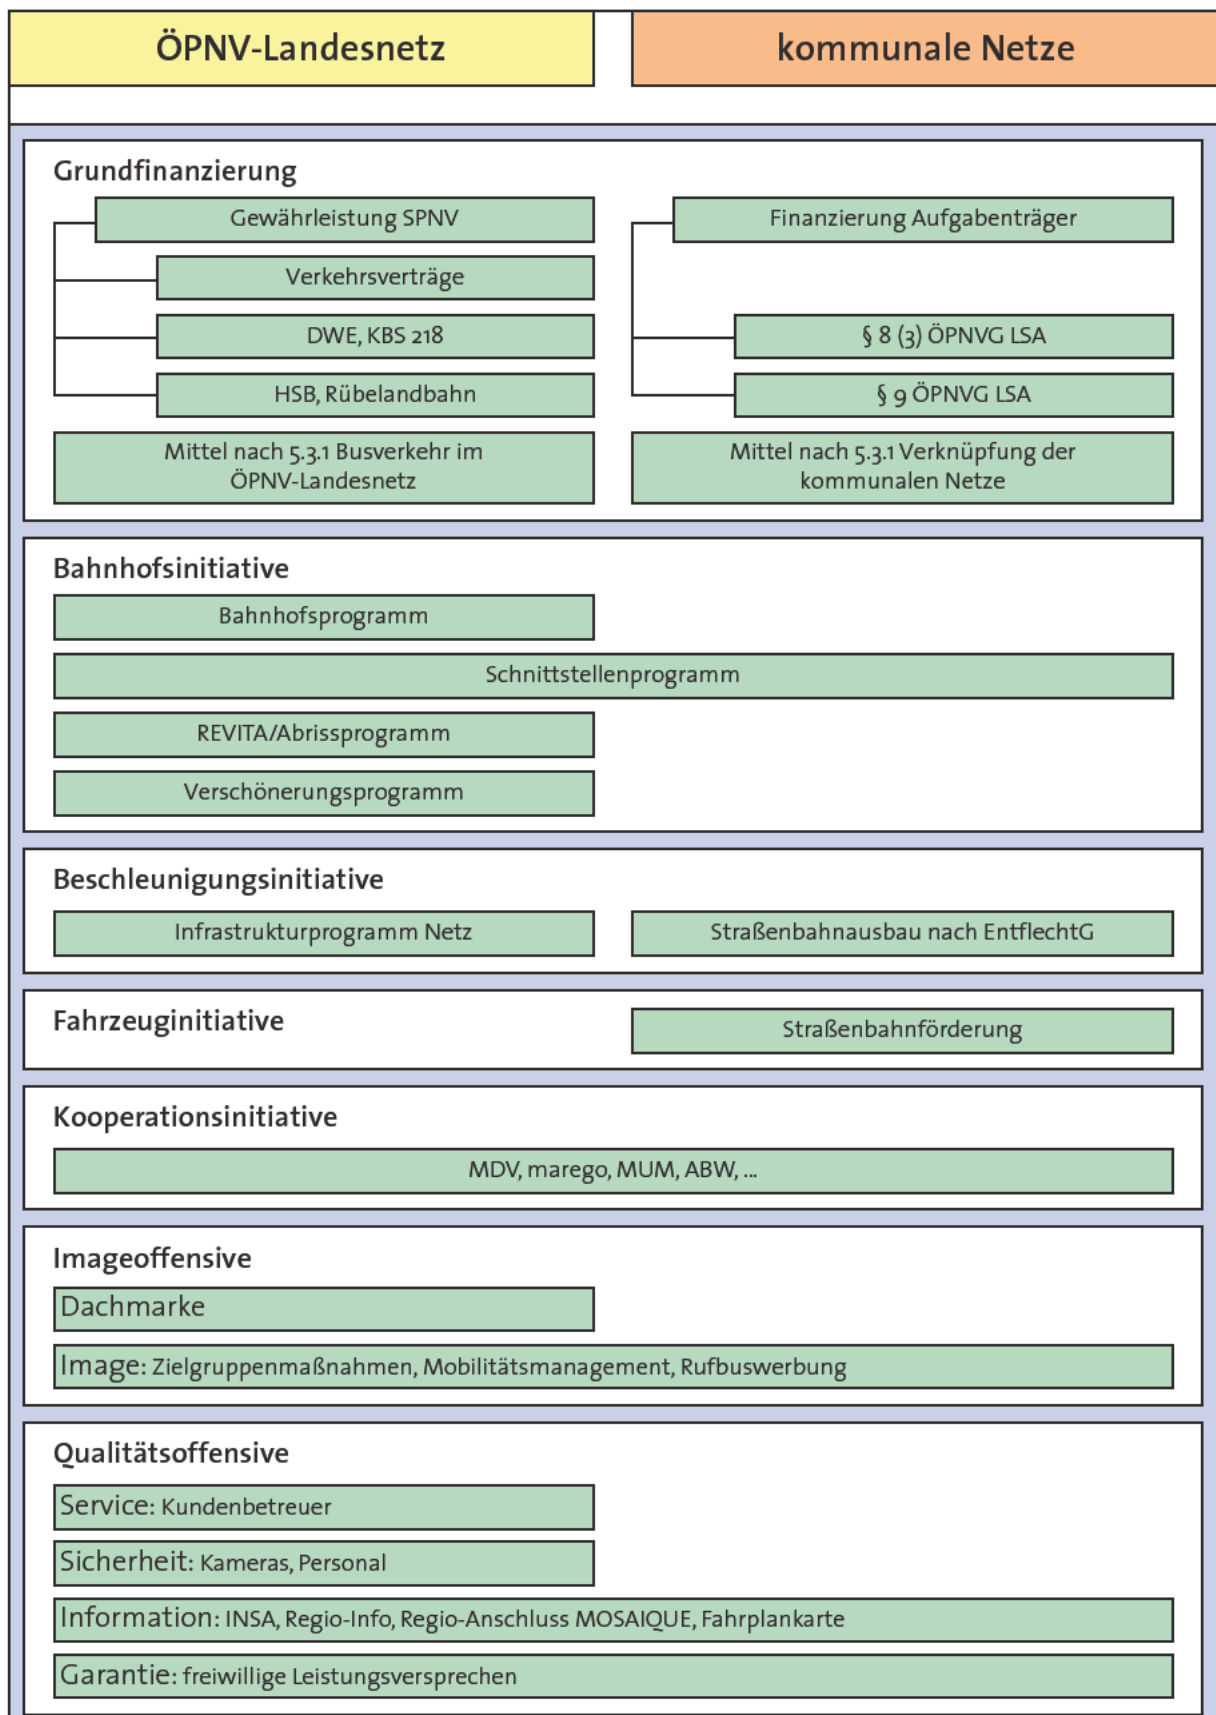 ÖPNV-Landesnetz
kommunale Netze
Grundfinanzierung
Gewährleistung SPNV
Verkehrsverträge
DWE, KBS 218
HSB, Rübelandbahn
Mittel nach 5.3.1 Busverkehr im
ÖPNV-Landesnetz
Finanzierung Aufgabenträger
§ 8 (3) ÖPNVG LSA
§ 9 ÖPNVG LSA
Mittel nach 5.3.1 Verknüpfung der
kommunalen Netze
Bahnhofsinitiative
Bahnhofsprogramm
Schnittstellenprogramm
REVITA/Abrissprogramm
Verschönerungsprogramm
Beschleunigungsinitiative
Infrastrukturprogramm Netz
Straßenbahnausbau nach EntflechtG
Fahrzeuginitiative
Straßenbahnförderung
Kooperationsinitiative
MDV, marego, MUM, ABW, ...
Imageoffensive
Dachmarke
Image: Zielgruppenmaßnahmen, Mobilitätsmanagement, Rufbuswerbung
Qualitätsoffensive
Service: Kundenbetreuer
Sicherheit: Kameras, Personal
Information: INSA, Regio-Info, Regio-Anschluss MOSAIQUE, Fahrplankarte
Garantie: freiwillige Leistungsversprechen